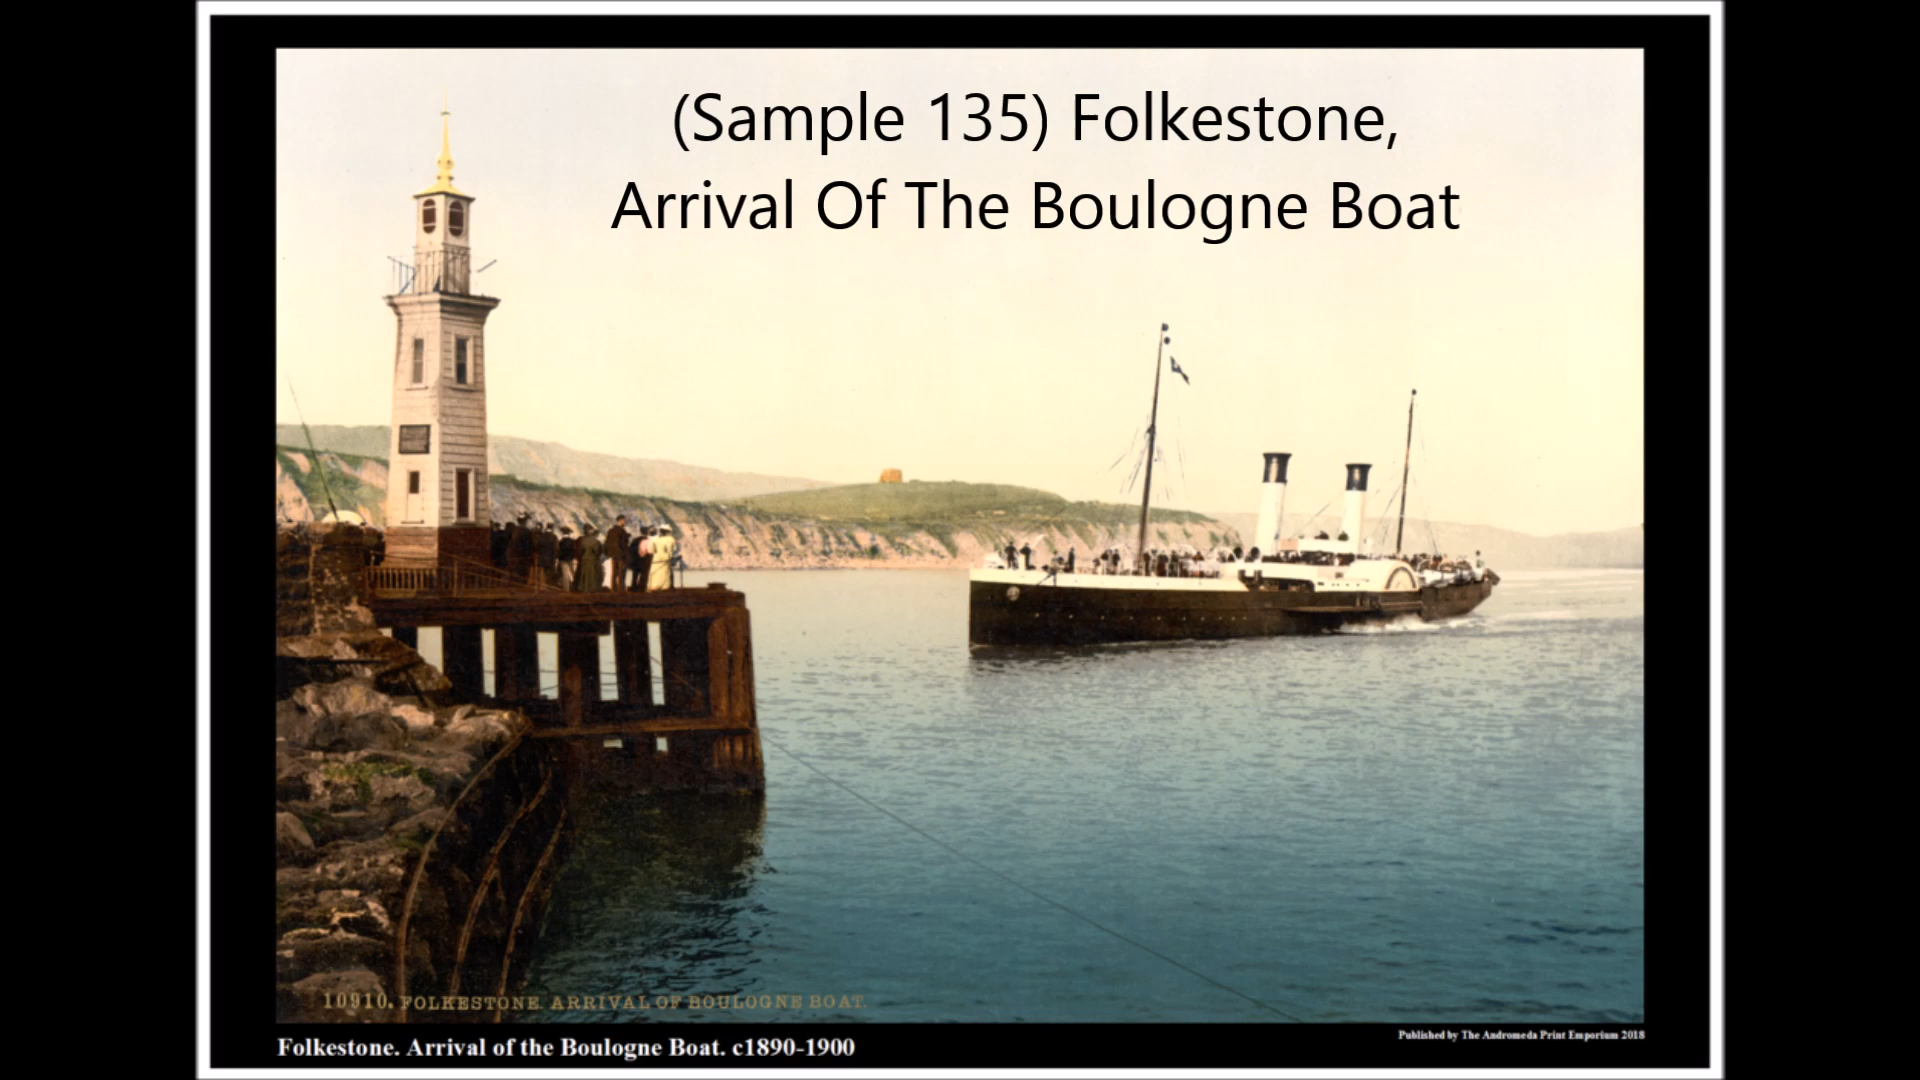 (Sample 135) Folkestone,
Arrival Of The Boulogne Boat
10910. FOLKESTONE. ARRIVAL OF BOULOGNE BOAT.
Folkestone. Arrival of the Boulogne Boat. c1890-1900
Published by The Andromeda Print Emporium 2018